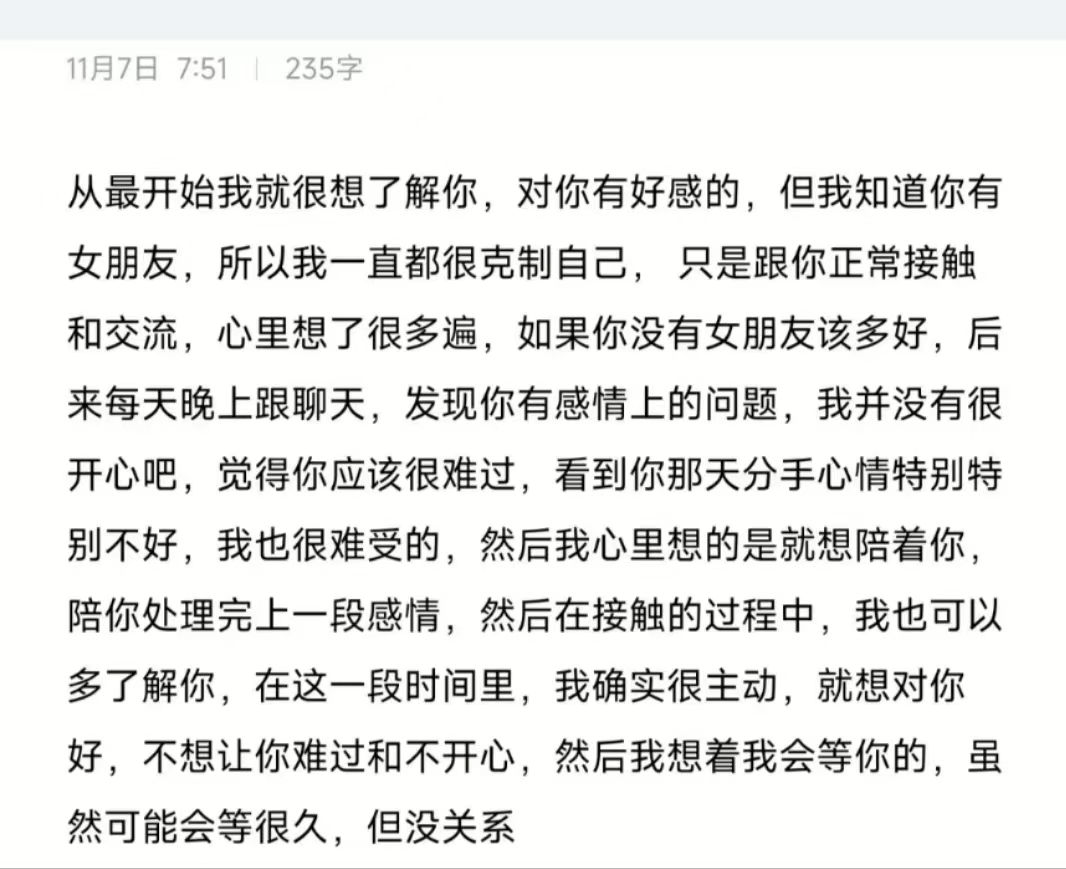 11月7日 7:51 | 235字
从最开始我就很想了解你，对你有好感的，但我知道你有
女朋友，所以我一直都很克制自己， 只是跟你正常接触
和交流，心里想了很多遍，如果你没有女朋友该多好，后
来每天晚上跟聊天，发现你有感情上的问题，我并没有很
开心吧，觉得你应该很难过，看到你那天分手心情特别特
别不好，我也很难受的，然后我心里想的是就想陪着你，
陪你处理完上一段感情，然后在接触的过程中，我也可以
多了解你，在这一段时间里，我确实很主动，就想对你
好，不想让你难过和不开心，然后我想着我会等你的，虽
然可能会等很久，但没关系